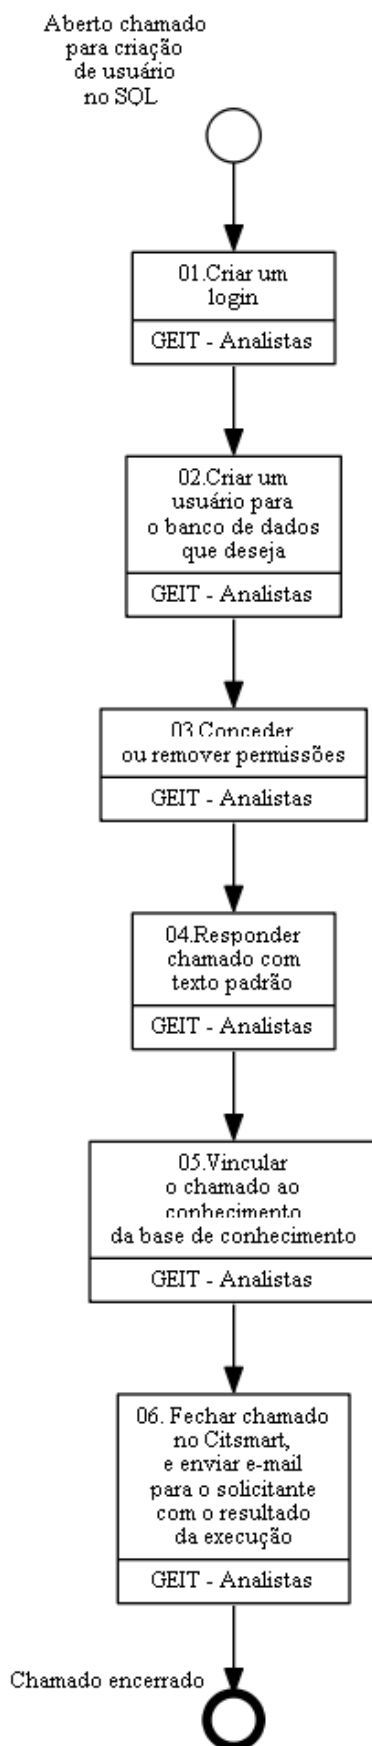 Aberto chamado
para criação
de usuário
no SQL
01.Criar um
login
GEIT - Analistas
02.Criar um
usuário para
o banco de dados
que deseja
GEIT - Analistas
03.Conceder
ou remover permissões
GEIT - Analistas
04.Responder
chamado com
texto padrão
GEIT - Analistas
05.Vincular
o chamado ao
conhecimento
da base de conhecimento
GEIT - Analistas
06. Fechar chamado
no Citsmart,
e enviar e-mail
para o solicitante
com o resultado
da execução
GEIT - Analistas
Chamado encerrado